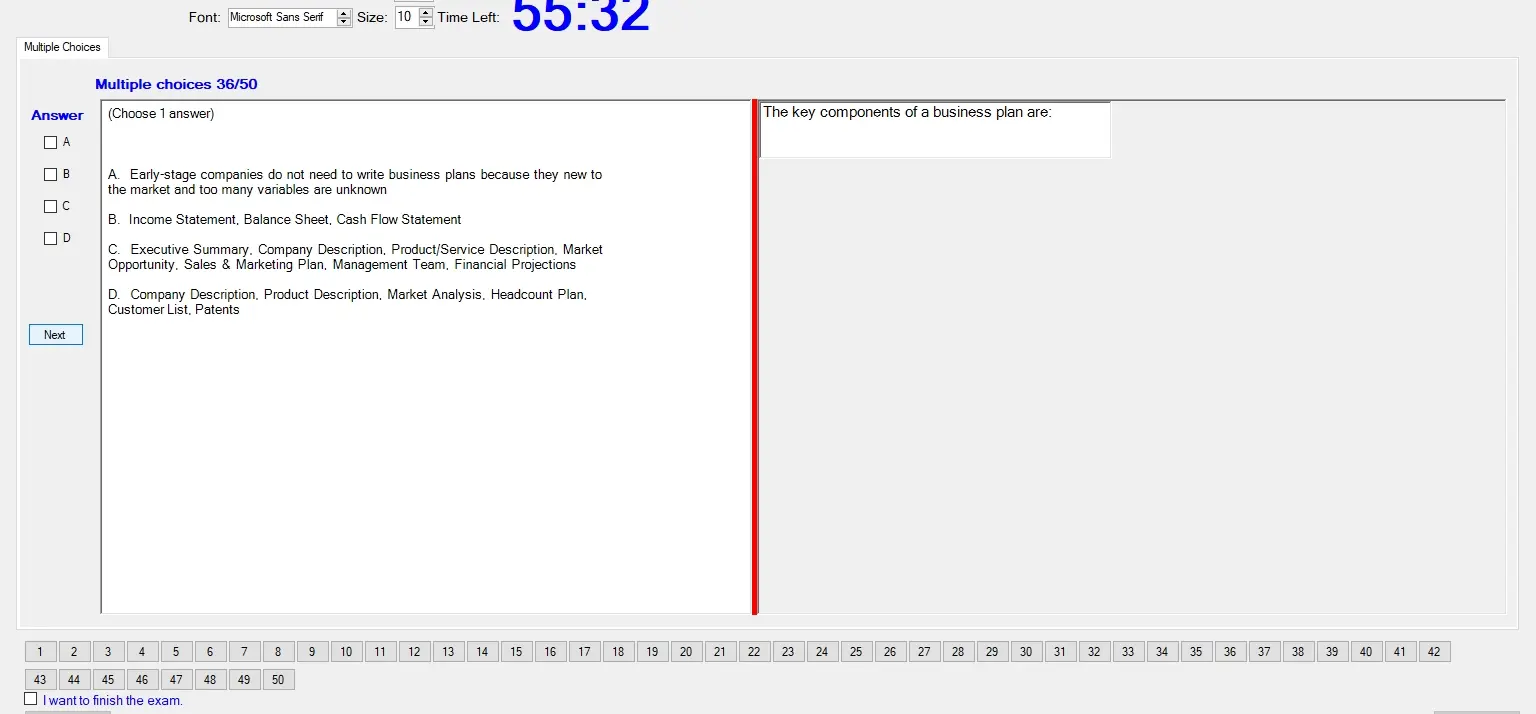 Font: Microsoft Sans Serif Size: 10 Time Left: 55:32
Multiple Choices
Multiple choices 36/50
Answer
A
B
C
D
Next
(Choose 1 answer)
A. Early-stage companies do not need to write business plans because they new to
the market and too many variables are unknown
B. Income Statement, Balance Sheet, Cash Flow Statement
C. Executive Summary, Company Description, Product/Service Description, Market
Opportunity, Sales & Marketing Plan, Management Team, Financial Projections
D. Company Description, Product Description, Market Analysis, Headcount Plan,
Customer List, Patents
The key components of a business plan are:
1 2 3 4 5 6 7 8 9 10 11 12 13 14 15 16 17 18 19 20 21 22 23 24 25 26 27 28 29 30 31 32 33 34 35 36 37 38 39 40 41 42
43 44 45 46 47 48 49 50
I want to finish the exam.